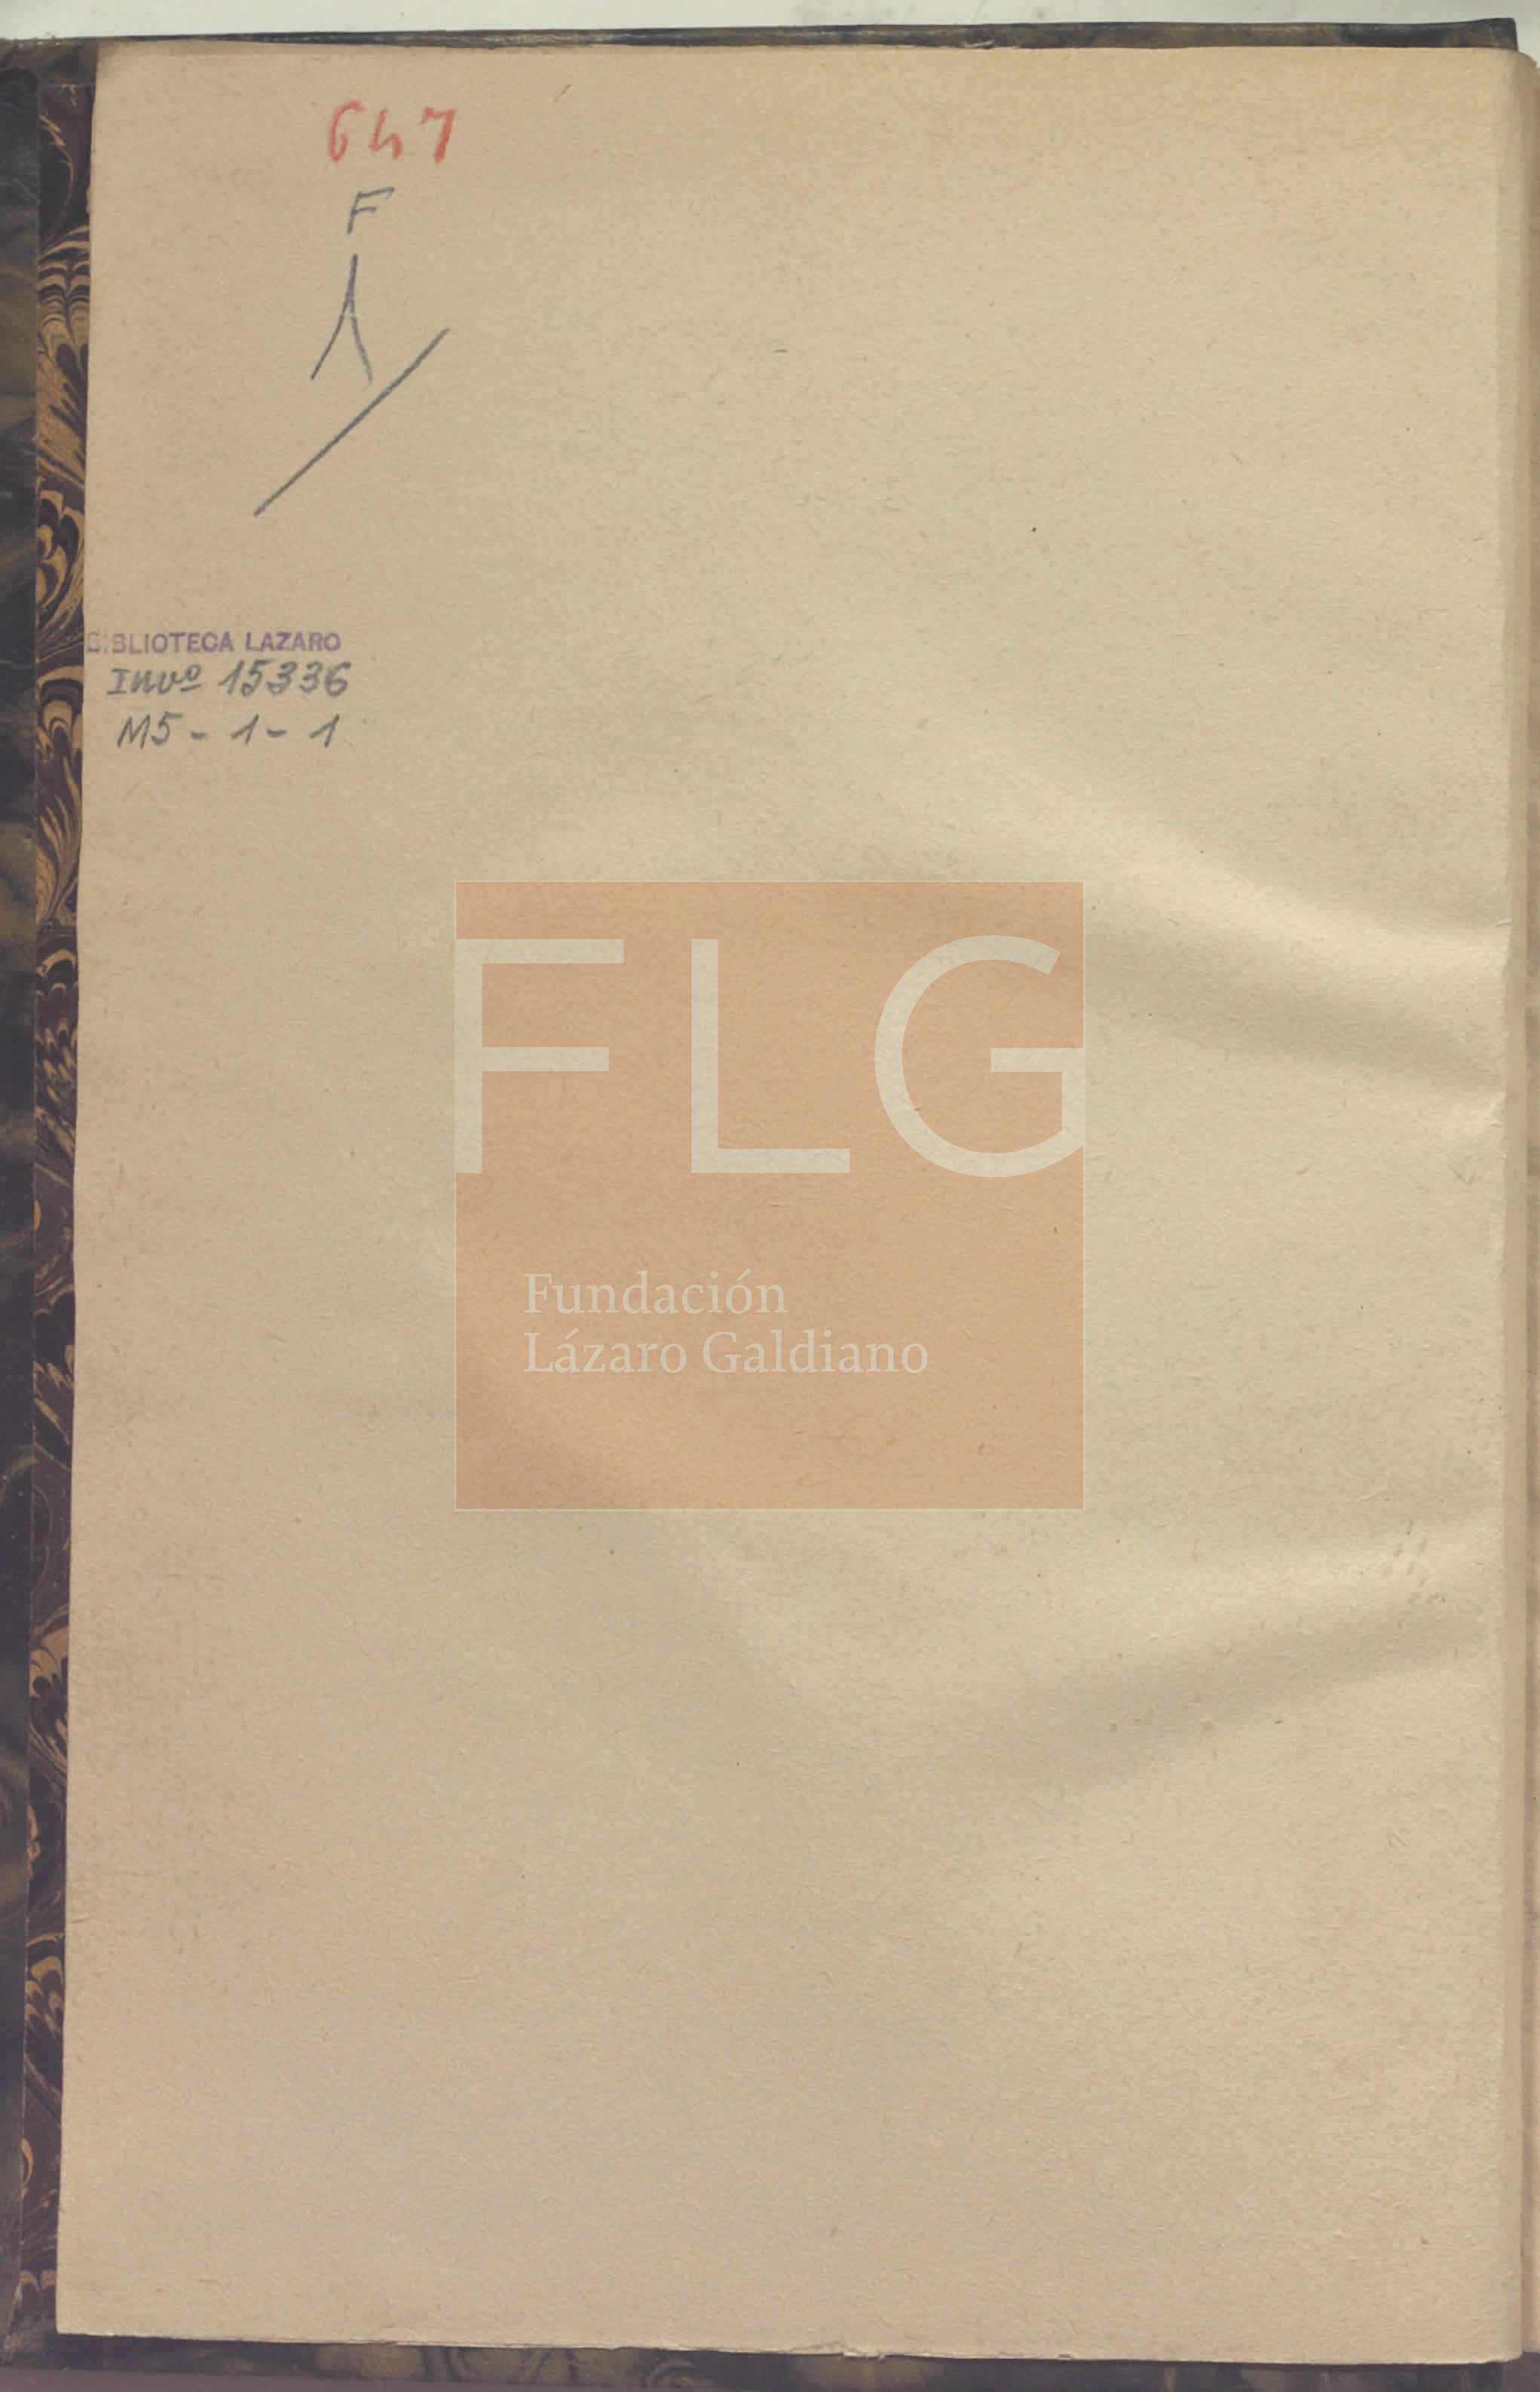 647
F
BIBLIOTECA LAZARO
Invº 15336
M5 - 1 - 1
FLG
Fundación
Lázaro Galdiano